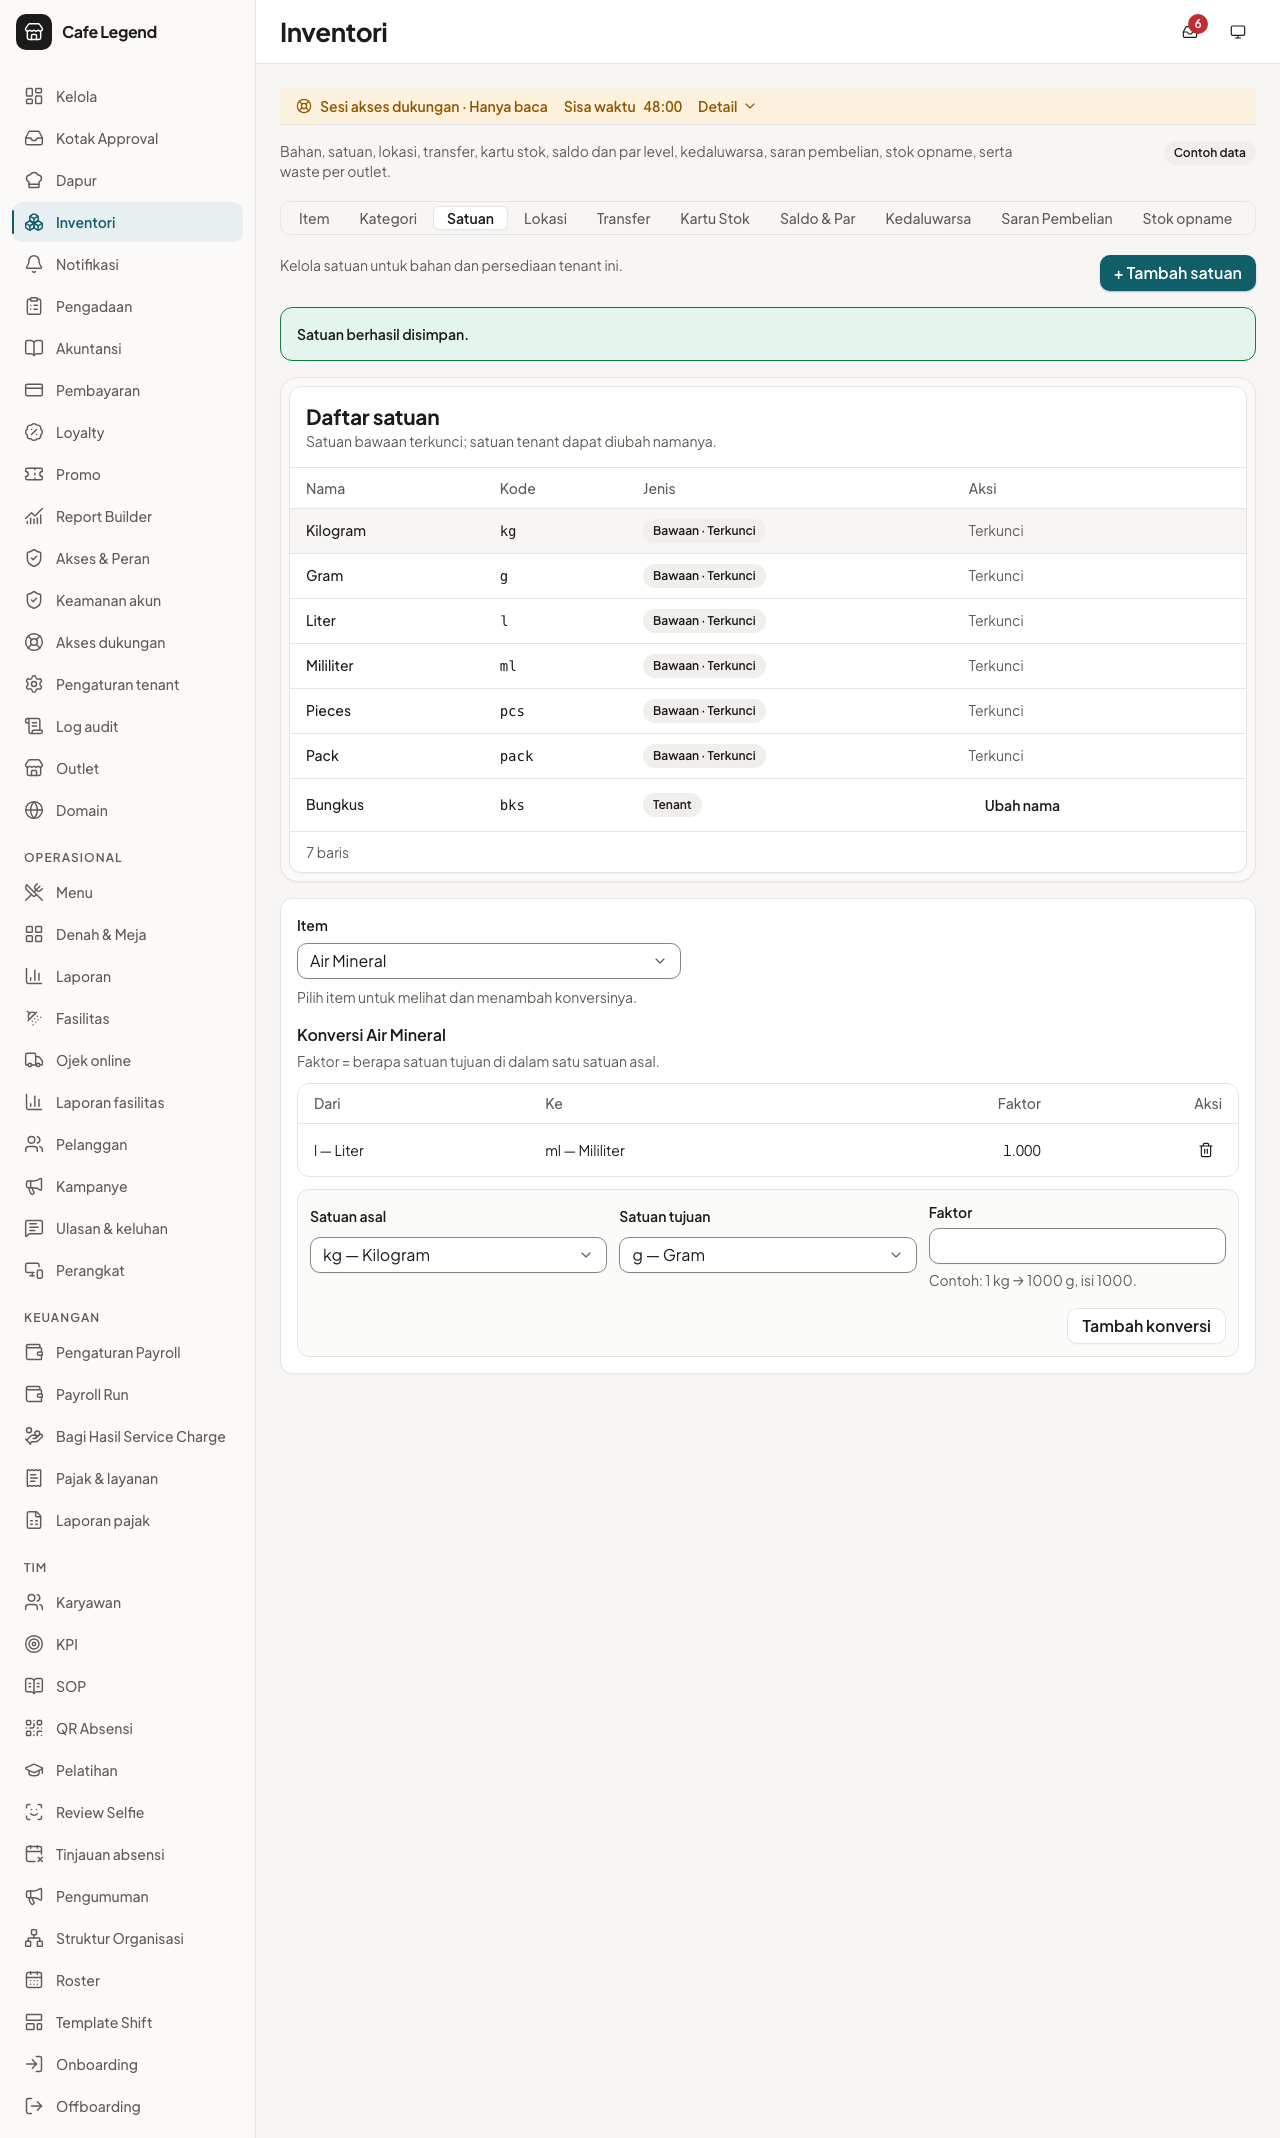 Cafe Legend
Kelola
Kotak Approval
Dapur
Inventori
Notifikasi
Pengadaan
Akuntansi
Pembayaran
Loyalty
Promo
Report Builder
Akses & Peran
Keamanan akun
Akses dukungan
Pengaturan tenant
Log audit
Outlet
Domain
OPERASIONAL
Menu
Denah & Meja
Laporan
Fasilitas
Ojek online
Laporan fasilitas
Pelanggan
Kampanye
Ulasan & keluhan
Perangkat
KEUANGAN
Pengaturan Payroll
Payroll Run
Bagi Hasil Service Charge
Pajak & layanan
Laporan pajak
TIM
Karyawan
KPI
SOP
QR Absensi
Pelatihan
Review Selfie
Tinjauan absensi
Pengumuman
Struktur Organisasi
Roster
Template Shift
Onboarding
Offboarding
Inventori
6
Sesi akses dukungan · Hanya baca Sisa waktu 48:00 Detail
Bahan, satuan, lokasi, transfer, kartu stok, saldo dan par level, kedaluwarsa, saran pembelian, stok opname, serta
waste per outlet.
Contoh data
Item Kategori Satuan Lokasi Transfer Kartu Stok Saldo & Par Kedaluwarsa Saran Pembelian Stok opname
Kelola satuan untuk bahan dan persediaan tenant ini.
+ Tambah satuan
Satuan berhasil disimpan.
Daftar satuan
Satuan bawaan terkunci; satuan tenant dapat diubah namanya.
Nama Kode Jenis Aksi
Kilogram kg Bawaan · Terkunci Terkunci
Gram g Bawaan · Terkunci Terkunci
Liter l Bawaan · Terkunci Terkunci
Mililiter ml Bawaan · Terkunci Terkunci
Pieces pcs Bawaan · Terkunci Terkunci
Pack pack Bawaan · Terkunci Terkunci
Bungkus bks Tenant Ubah nama
7 baris
Item
Air Mineral
Pilih item untuk melihat dan menambah konversinya.
Konversi Air Mineral
Faktor = berapa satuan tujuan di dalam satu satuan asal.
Dari Ke Faktor Aksi
l — Liter ml — Mililiter 1.000
Satuan asal Satuan tujuan Faktor
kg — Kilogram g — Gram
Contoh: 1 kg → 1000 g, isi 1000.
Tambah konversi